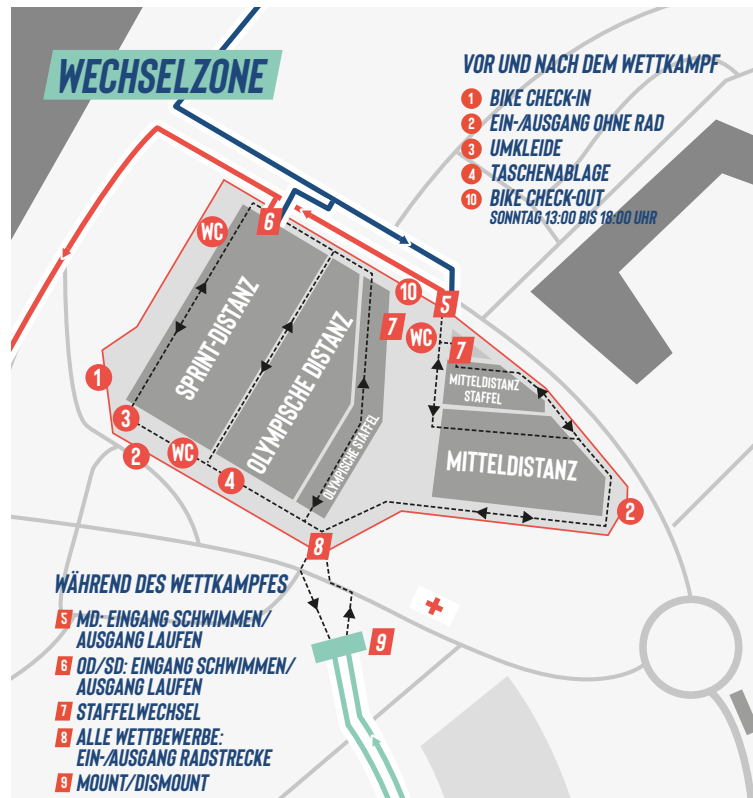 WECHSELZONE
VOR UND NACH DEM WETTKAMPF
1 BIKE CHECK-IN
2 EIN-/AUSGANG OHNE RAD
3 UMKLEIDE
4 TASCHENABLAGE
10 BIKE CHECK-OUT
SONNTAG 13:00 BIS 18:00 UHR
WC
6
10
5
7
WC
7
SPRINT-DISTANZ
OLYMPISCHE DISTANZ
OLYMPISCHE STAFFEL
MITTELDISTANZ
STAFFEL
MITTELDISTANZ
1
3
2
WC
4
2
8
9
WÄHREND DES WETTKAMPFES
5 MD: EINGANG SCHWIMMEN/
AUSGANG LAUFEN
6 OD/SD: EINGANG SCHWIMMEN/
AUSGANG LAUFEN
7 STAFFELWECHSEL
8 ALLE WETTBEWERBE:
EIN-/AUSGANG RADSTRECKE
9 MOUNT/DISMOUNT